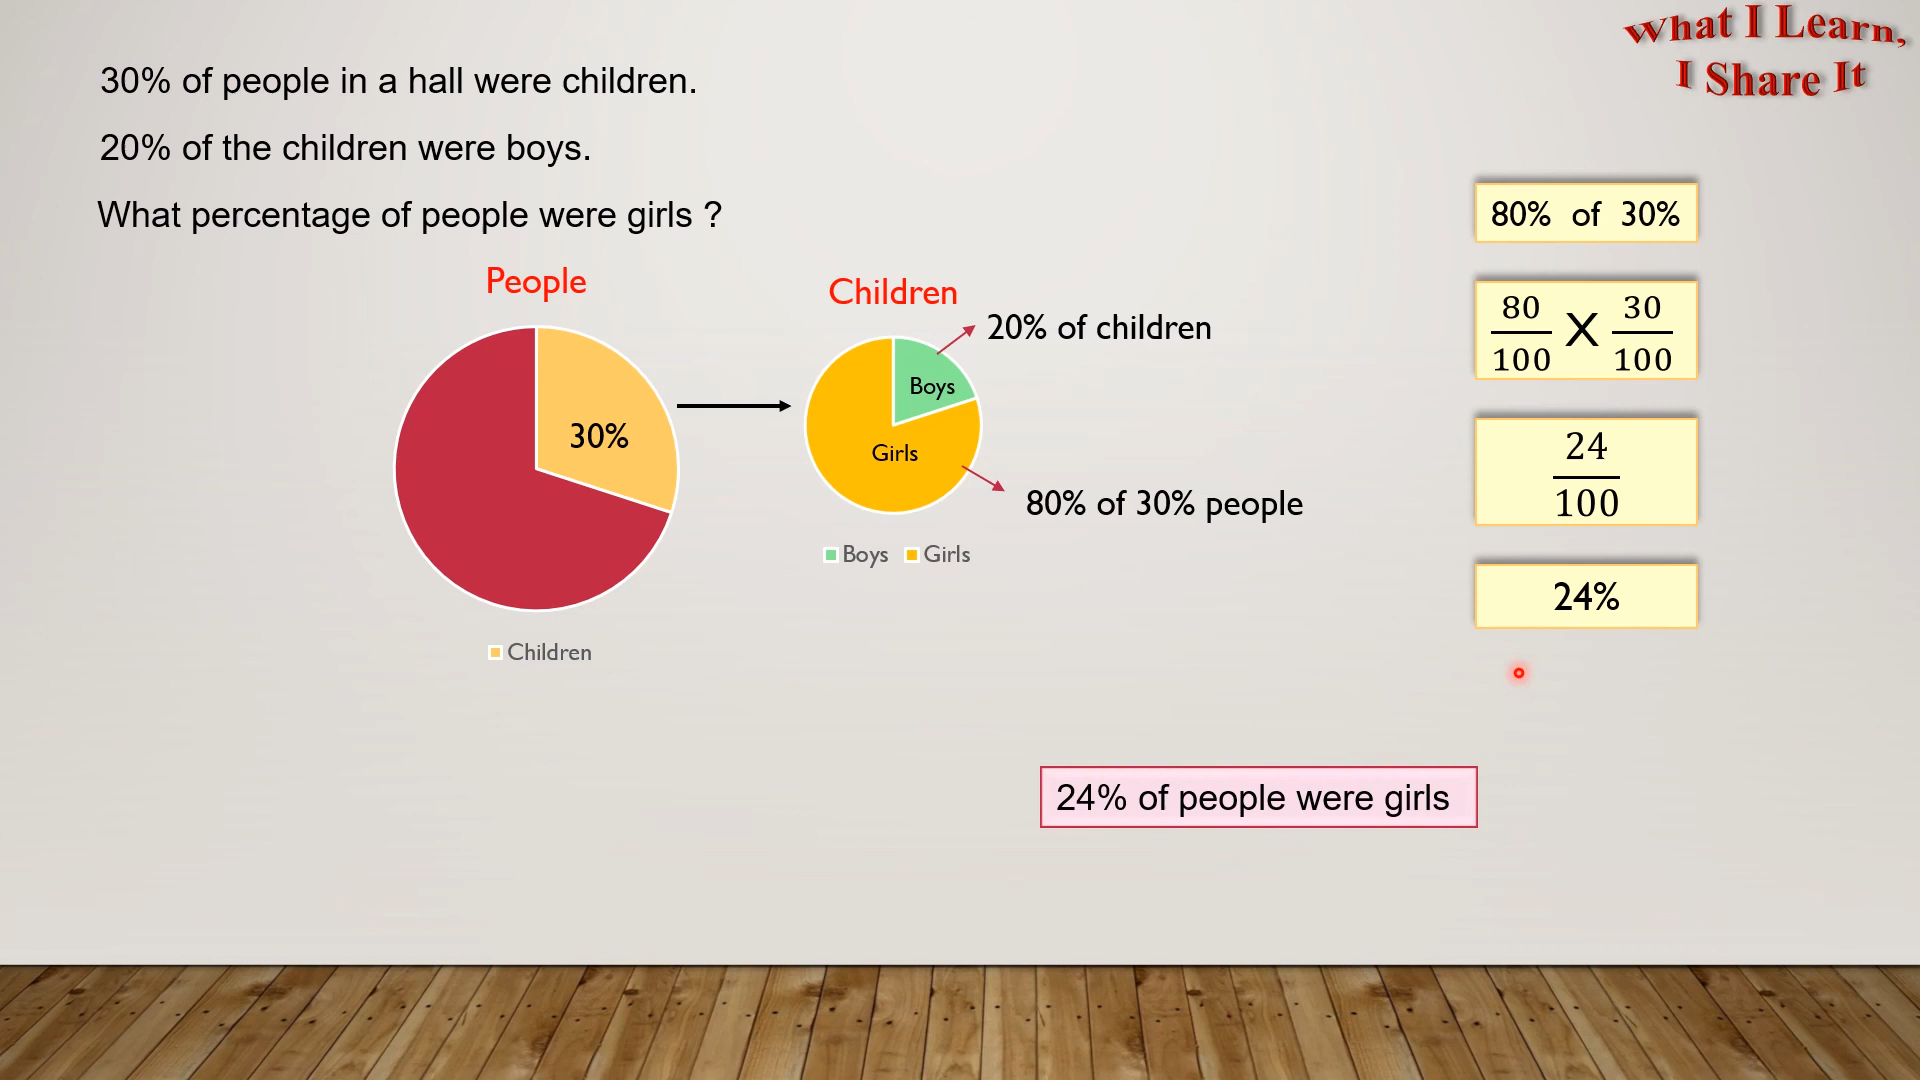 What I Learn,
I Share It
30% of people in a hall were children.
20% of the children were boys.
What percentage of people were girls ?
People
30%
Children
Children
20% of children
Boys
Girls
80% of 30% people
Boys Girls
80% of 30%
80/100 X 30/100
24/100
24%
24% of people were girls